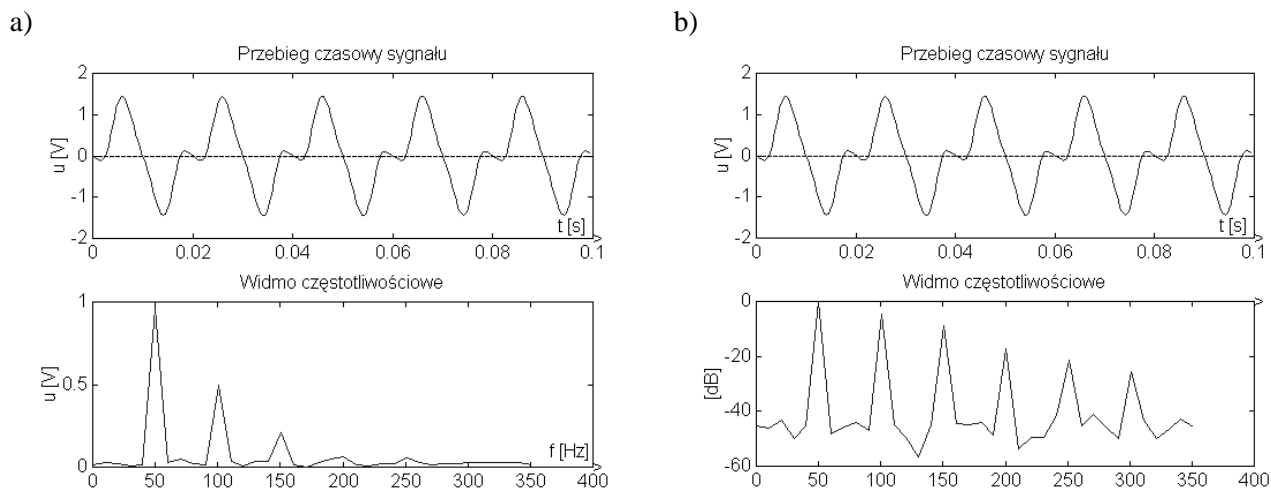 a)
Przebieg czasowy sygnału
2
1
0
-1
-2
u [V]
t [s]
0 0.02 0.04 0.06 0.08 0.1
Widmo częstotliwościowe
1
0.5
0
u [V]
f [Hz]
0 50 100 150 200 250 300 350 400
b)
Przebieg czasowy sygnału
2
1
0
-1
-2
u [V]
t [s]
0 0.02 0.04 0.06 0.08 0.1
Widmo częstotliwościowe
0
-20
-40
-60
[dB]
0 50 100 150 200 250 300 350 400